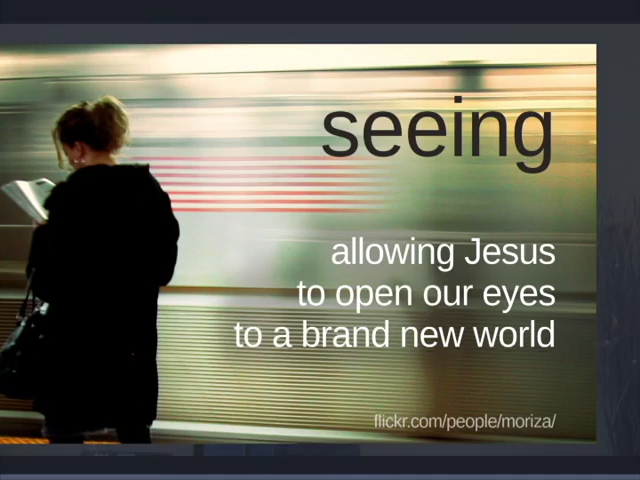 seeing
allowing Jesus
to open our eyes
to a brand new world
flickr.com/people/moriza/